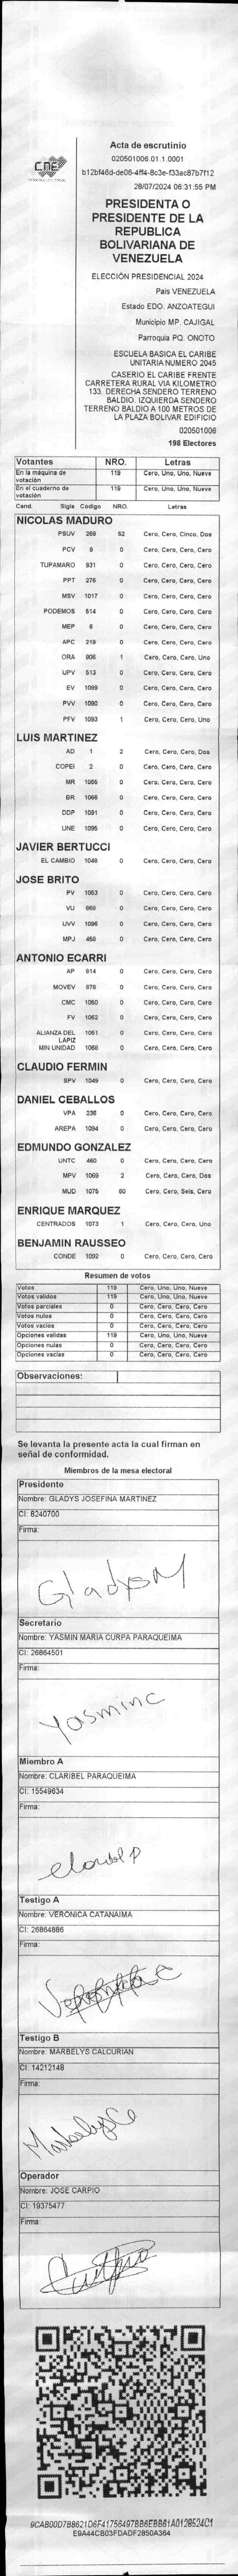 CNE
Acta de escrutinio
020501006.01.1.0001
b12bf46d-de06-4ff4-8c3e-f33ac87b7f12
28/07/2024 06:31:55 PM
PRESIDENTA O
PRESIDENTE DE LA
REPUBLICA
BOLIVARIANA DE
VENEZUELA
ELECCIÓN PRESIDENCIAL 2024
Pais VENEZUELA
Estado EDO. ANZOATEGUI
Municipio MP. CAJIGAL
Parroquia PQ. ONOTO
ESCUELA BASICA EL CARIBE
UNITARIA NUMERO 2045
CASERIO EL CARIBE FRENTE
CARRETERA RURAL VIA KILOMETRO
133. DERECHA SENDERO TERRENO
BALDIO. IZQUIERDA SENDERO
TERRENO BALDIO A 100 METROS DE
LA PLAZA BOLIVAR EDIFICIO
020501006
198 Electores
Votantes NRO. Letras
En la máquina de votación 119 Cero, Uno, Uno, Nueve
En el cuaderno de votación 119 Cero, Uno, Uno, Nueve
Cand. Sigla Código NRO. Letras
NICOLAS MADURO
PSUV 269 52 Cero, Cero, Cinco, Dos
PCV 9 0 Cero, Cero, Cero, Cero
TUPAMARO 931 0 Cero, Cero, Cero, Cero
PPT 276 0 Cero, Cero, Cero, Cero
MSV 1017 0 Cero, Cero, Cero, Cero
PODEMOS 514 0 Cero, Cero, Cero, Cero
MEP 6 0 Cero, Cero, Cero, Cero
APC 219 0 Cero, Cero, Cero, Cero
ORA 906 1 Cero, Cero, Cero, Uno
UPV 513 0 Cero, Cero, Cero, Cero
EV 1089 0 Cero, Cero, Cero, Cero
PVV 1090 0 Cero, Cero, Cero, Cero
PFV 1093 1 Cero, Cero, Cero, Uno
LUIS MARTINEZ
AD 1 2 Cero, Cero, Cero, Dos
COPEI 2 0 Cero, Cero, Cero, Cero
MR 1065 0 Cero, Cero, Cero, Cero
BR 1066 0 Cero, Cero, Cero, Cero
DDP 1091 0 Cero, Cero, Cero, Cero
UNE 1095 0 Cero, Cero, Cero, Cero
JAVIER BERTUCCI
EL CAMBIO 1048 0 Cero, Cero, Cero, Cero
JOSE BRITO
PV 1053 0 Cero, Cero, Cero, Cero
VU 869 0 Cero, Cero, Cero, Cero
UVV 1096 0 Cero, Cero, Cero, Cero
MPJ 458 0 Cero, Cero, Cero, Cero
ANTONIO ECARRI
AP 914 0 Cero, Cero, Cero, Cero
MOVEV 978 0 Cero, Cero, Cero, Cero
CMC 1050 0 Cero, Cero, Cero, Cero
FV 1062 0 Cero, Cero, Cero, Cero
ALIANZA DEL LAPIZ 1051 0 Cero, Cero, Cero, Cero
MIN UNIDAD 1058 0 Cero, Cero, Cero, Cero
CLAUDIO FERMIN
SPV 1049 0 Cero, Cero, Cero, Cero
DANIEL CEBALLOS
VPA 236 0 Cero, Cero, Cero, Cero
AREPA 1094 0 Cero, Cero, Cero, Cero
EDMUNDO GONZALEZ
UNTC 460 0 Cero, Cero, Cero, Cero
MPV 1069 2 Cero, Cero, Cero, Dos
MUD 1075 60 Cero, Cero, Seis, Cero
ENRIQUE MARQUEZ
CENTRADOS 1073 1 Cero, Cero, Cero, Uno
BENJAMIN RAUSSEO
CONDE 1092 0 Cero, Cero, Cero, Cero
Resumen de votos
Votos 119 Cero, Uno, Uno, Nueve
Votos validos 119 Cero, Uno, Uno, Nueve
Votos parciales 0 Cero, Cero, Cero, Cero
Votos nulos 0 Cero, Cero, Cero, Cero
Votos vacios 0 Cero, Cero, Cero, Cero
Opciones validas 119 Cero, Uno, Uno, Nueve
Opciones nulas 0 Cero, Cero, Cero, Cero
Opciones vacias 0 Cero, Cero, Cero, Cero
Observaciones:
Se levanta la presente acta la cual firman en
señal de conformidad.
Miembros de la mesa electoral
Presidente
Nombre: GLADYS JOSEFINA MARTINEZ
CI: 8240700
Firma:
GladysM
Secretario
Nombre: YASMIN MARIA CURPA PARAQUEIMA
CI: 26864501
Firma:
Yasminc
Miembro A
Nombre: CLARIBEL PARAQUEIMA
CI: 15549634
Firma:
Testigo A
Nombre: VERONICA CATANAIMA
CI: 26864886
Firma:
Testigo B
Nombre: MARBELYS CALCURIAN
CI: 14212148
Firma:
MarbelysCa
Operador
Nombre: JOSE CARPIO
CI: 19375477
Firma:
Carpio
E9A44CB03FDADF2850A364